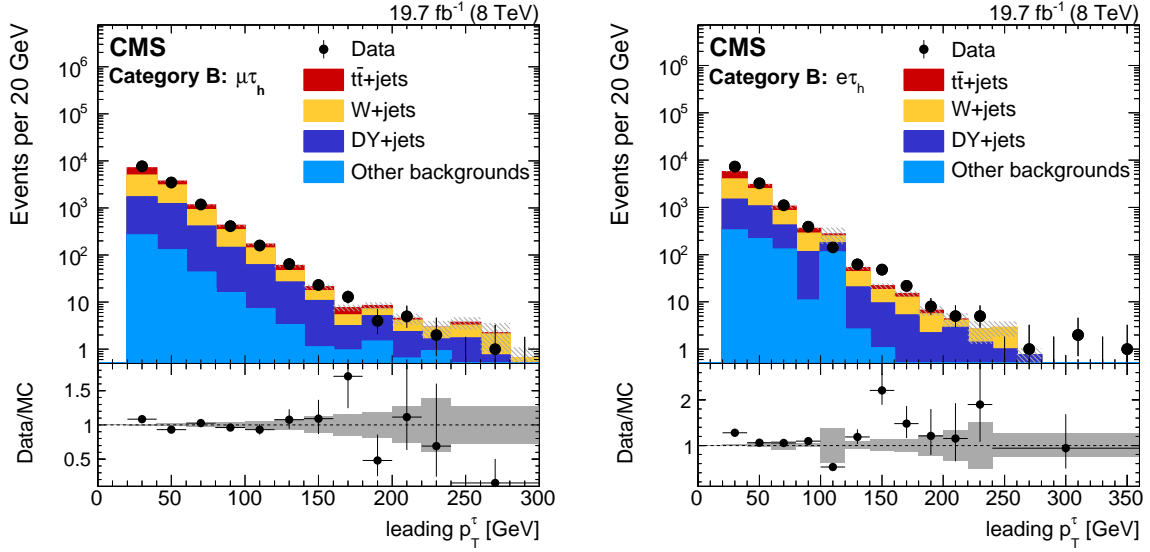 19.7 fb⁻¹ (8 TeV)
CMS
Category B: μτ_h
Data
tt̄+jets
W+jets
DY+jets
Other backgrounds
Events per 20 GeV
10⁶
10⁵
10⁴
10³
10²
10
1
Data/MC
1.5
1
0.5
0 50 100 150 200 250 300
leading p_T^τ [GeV]
19.7 fb⁻¹ (8 TeV)
CMS
Category B: eτ_h
Data
tt̄+jets
W+jets
DY+jets
Other backgrounds
Events per 20 GeV
10⁶
10⁵
10⁴
10³
10²
10
1
Data/MC
2
1
0 50 100 150 200 250 300 350
leading p_T^τ [GeV]